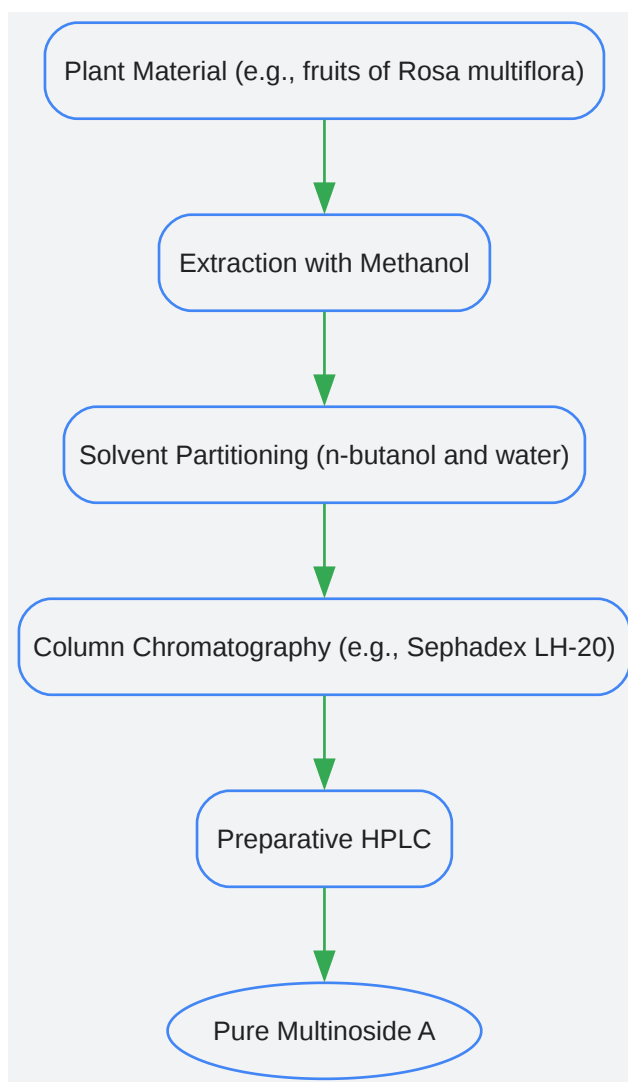 Plant Material (e.g., fruits of Rosa multiflora)
Extraction with Methanol
Solvent Partitioning (n-butanol and water)
Column Chromatography (e.g., Sephadex LH-20)
Preparative HPLC
Pure Multinoside A